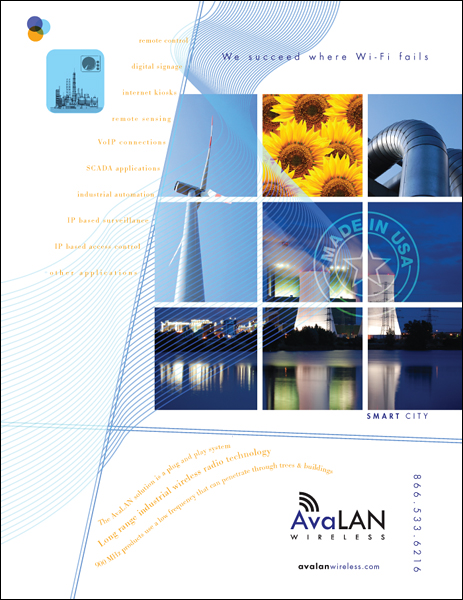 remote control
We succeed where Wi-Fi fails
digital signage
internet kiosks
remote sensing
VoIP connections
SCADA applications
industrial automation
IP based surveillance
IP based access control
other applications
MADE IN USA
SMART CITY
The AvaLAN solution is a plug and play system
Long range industrial wireless radio technology
900 MHz products use a low frequency that can penetrate through trees & buildings
AvaLAN
WIRELESS
avalanwireless.com
866.533.6216